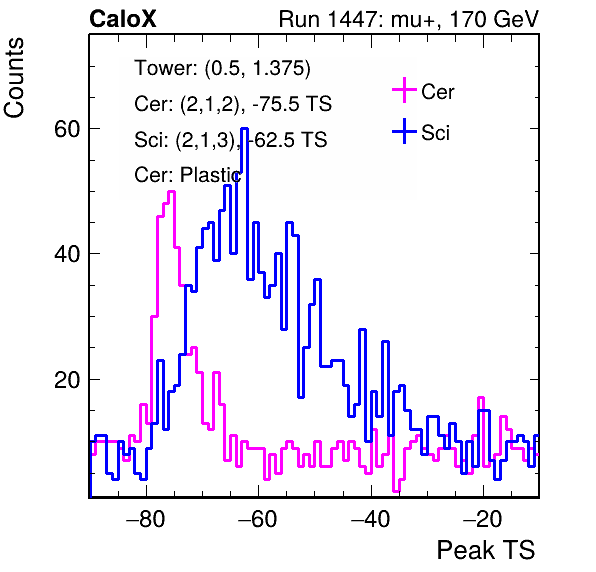 CaloX Run 1447: mu+, 170 GeV
Counts
Tower: (0.5, 1.375)
Cer: (2,1,2), -75.5 TS
Sci: (2,1,3), -62.5 TS
Cer: Plastic
Cer
Sci
60
40
20
−80 −60 −40 −20
Peak TS